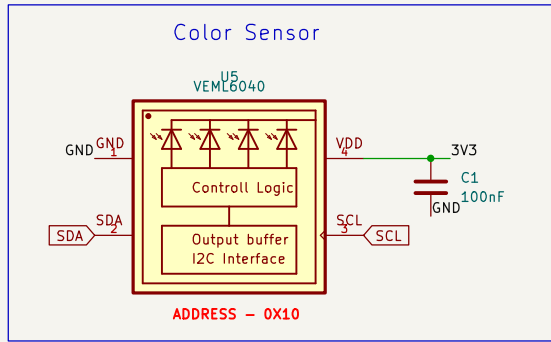 Color Sensor
U5
VEML6040
GND GND 1
VDD 4 3V3
C1
100nF
GND
Controll Logic
SDA SDA 2
SCL 3 SCL
Output buffer
I2C Interface
ADDRESS - 0X10